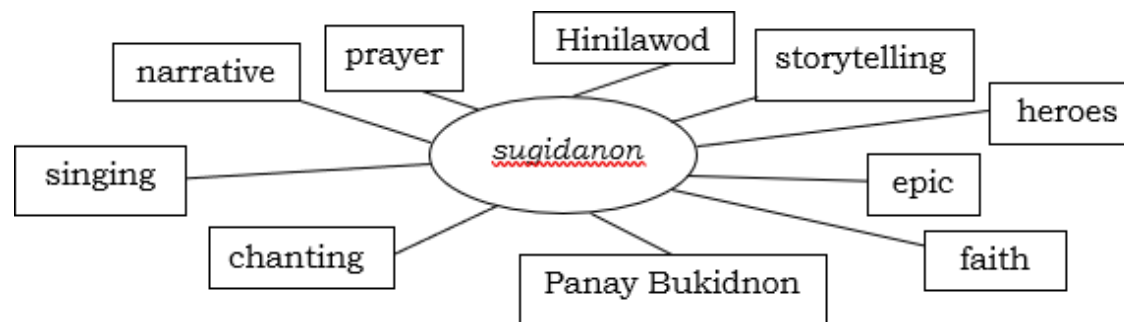 Hinilawod
prayer
storytelling
narrative
heroes
sugidanon
singing
epic
chanting
faith
Panay Bukidnon